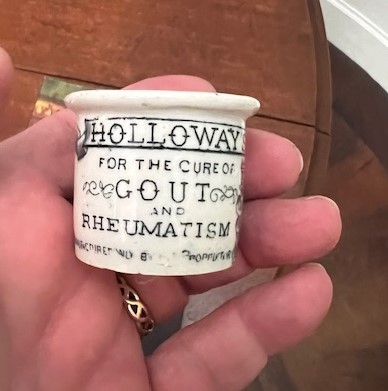 HOLLOWAY'S
FOR THE CURE OF
GOUT
AND
RHEUMATISM